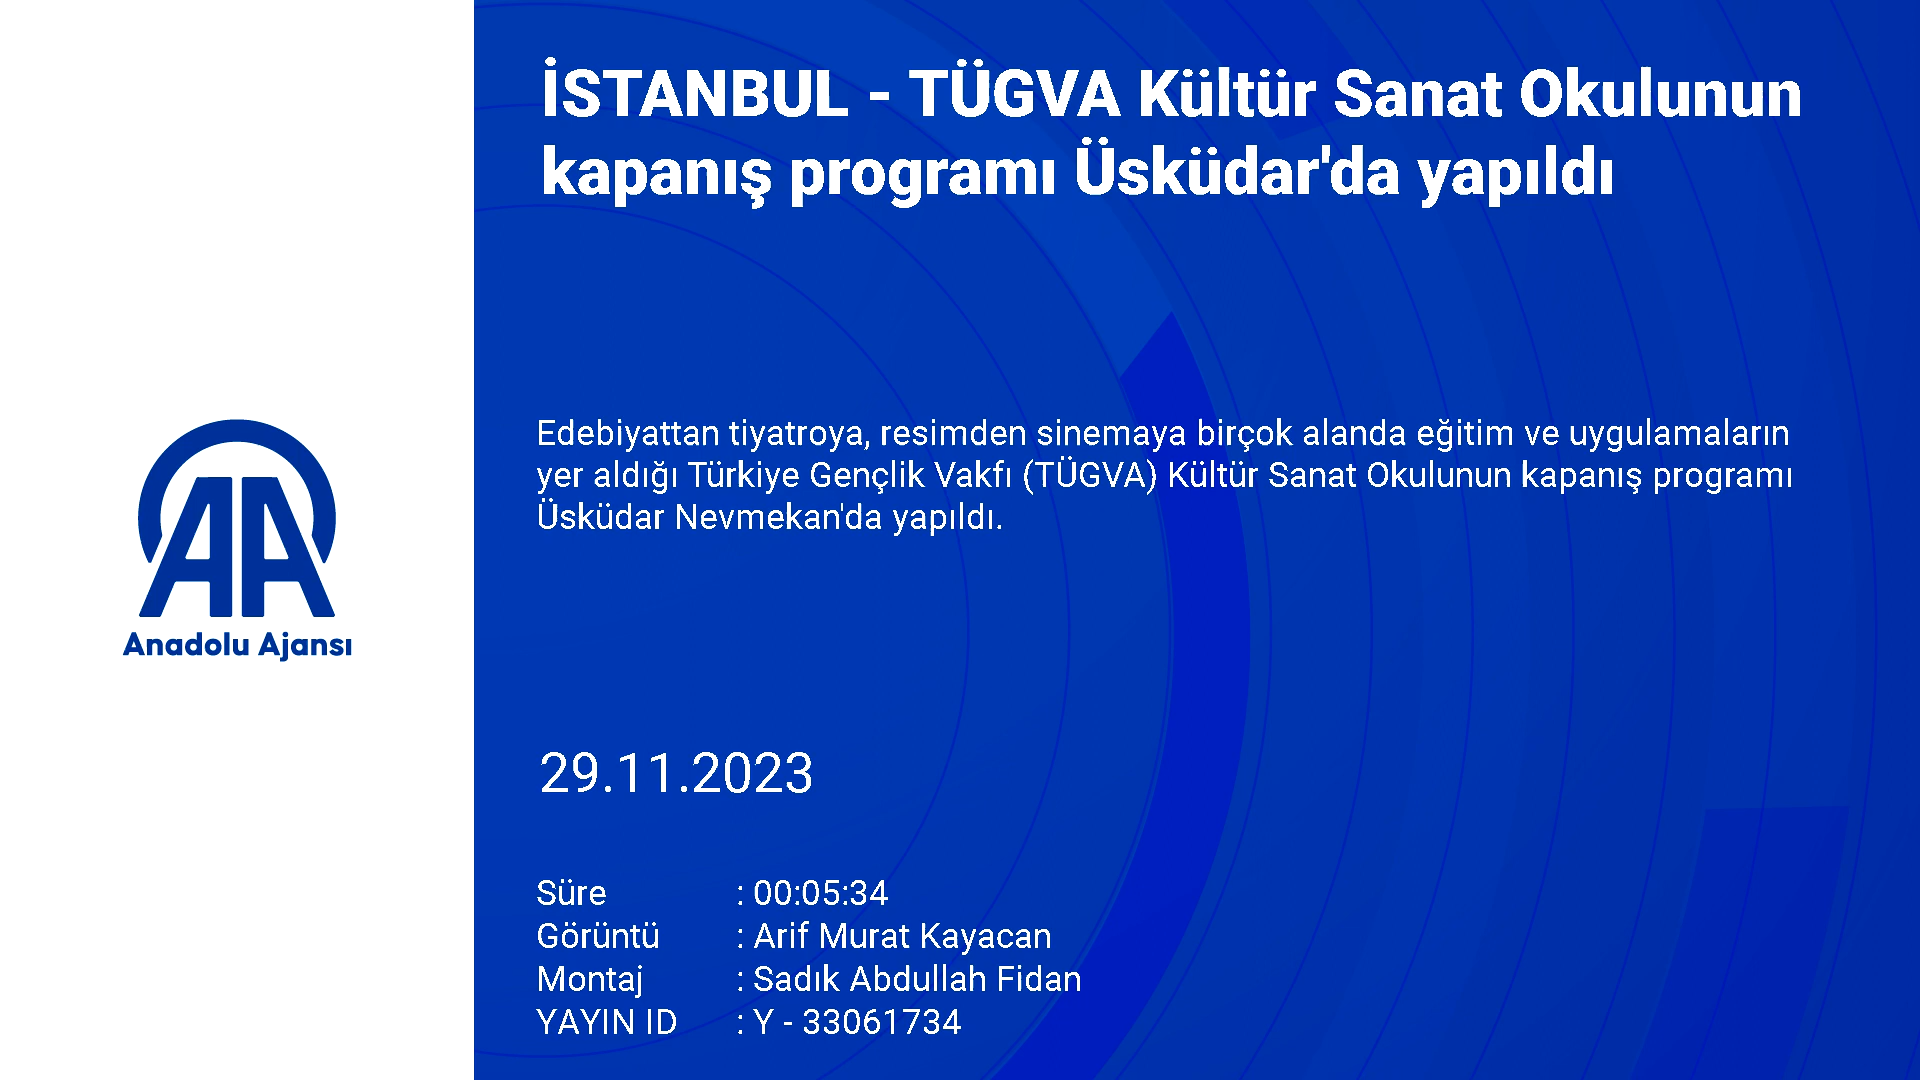 İSTANBUL - TÜGVA Kültür Sanat Okulunun
kapanış programı Üsküdar'da yapıldı
Edebiyattan tiyatroya, resimden sinemaya birçok alanda eğitim ve uygulamaların
yer aldığı Türkiye Gençlik Vakfı (TÜGVA) Kültür Sanat Okulunun kapanış programı
Üsküdar Nevmekan'da yapıldı.
AA
Anadolu Ajansı
29.11.2023
Süre : 00:05:34
Görüntü : Arif Murat Kayacan
Montaj : Sadık Abdullah Fidan
YAYIN ID : Y - 33061734